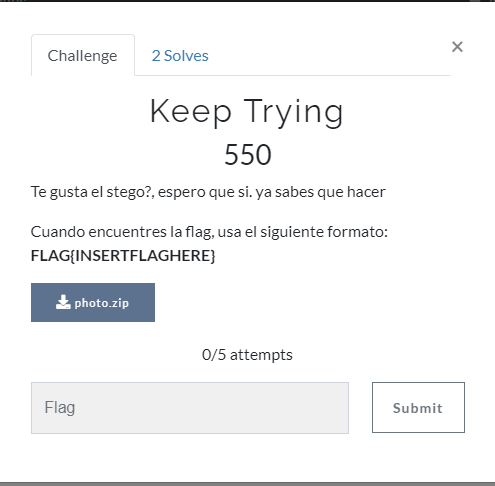 Challenge
2 Solves
×
Keep Trying
550
Te gusta el stego?, espero que si. ya sabes que hacer
Cuando encuentres la flag, usa el siguiente formato:
FLAG{INSERTFLAGHERE}
photo.zip
0/5 attempts
Flag
Submit